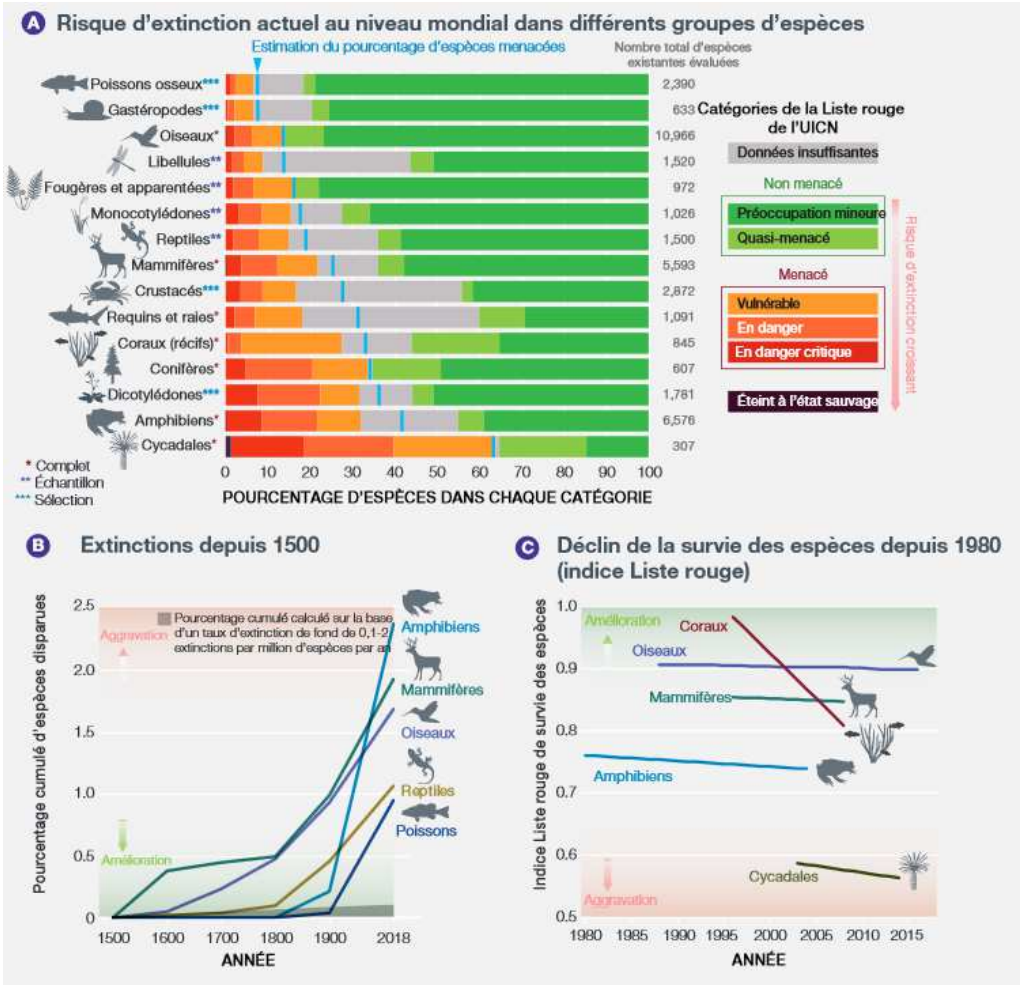 A Risque d'extinction actuel au niveau mondial dans différents groupes d'espèces
Estimation du pourcentage d'espèces menacées
Nombre total d'espèces
existantes évaluées
Poissons osseux*** 2,390
Gastéropodes*** 633
Oiseaux* 10,966
Libellules** 1,520
Fougères et apparentées** 972
Monocotylédones** 1,026
Reptiles** 1,500
Mammifères* 5,593
Crustacés*** 2,872
Requins et raies* 1,091
Coraux (récifs)* 845
Conifères* 607
Dicotylédones*** 1,781
Amphibiens* 6,576
Cycadales* 307
0 10 20 30 40 50 60 70 80 90 100
POURCENTAGE D'ESPÈCES DANS CHAQUE CATÉGORIE
* Complet
** Échantillon
*** Sélection
Catégories de la Liste rouge
de l'UICN
Données insuffisantes
Non menacé
Préoccupation mineure
Quasi-menacé
Menacé
Vulnérable
En danger
En danger critique
Éteint à l'état sauvage
Risque d'extinction croissant
B Extinctions depuis 1500
Pourcentage cumulé d'espèces disparues
2.5
2.0
1.5
1.0
0.5
0
Aggravation
Pourcentage cumulé calculé sur la base
d'un taux d'extinction de fond de 0,1-2
extinctions par million d'espèces par an
Amélioration
Amphibiens
Mammifères
Oiseaux
Reptiles
Poissons
1500 1600 1700 1800 1900 2018
ANNÉE
C Déclin de la survie des espèces depuis 1980
(indice Liste rouge)
Indice Liste rouge de survie des espèces
1.0
0.9
0.8
0.7
0.6
0.5
Amélioration
Coraux
Oiseaux
Mammifères
Amphibiens
Cycadales
Aggravation
1980 1985 1990 1995 2000 2005 2010 2015
ANNÉE